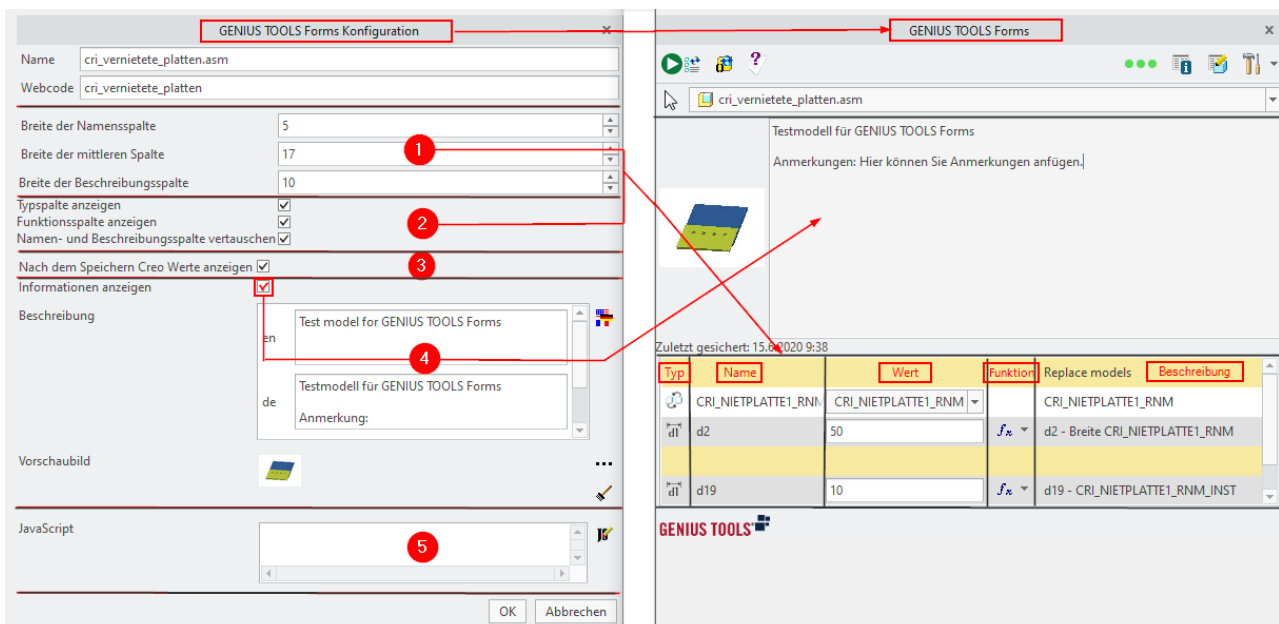 GENIUS TOOLS Forms Konfiguration
Name cri_vernietete_platten.asm
Webcode cri_vernietete_platten
Breite der Namensspalte 5
Breite der mittleren Spalte 17
1
Breite der Beschreibungsspalte 10
Typspalte anzeigen
Funktionsspalte anzeigen
2
Namen- und Beschreibungsspalte vertauschen
Nach dem Speichern Creo Werte anzeigen
3
Informationen anzeigen
Beschreibung
en
Test model for GENIUS TOOLS Forms
4
de
Testmodell für GENIUS TOOLS Forms
Anmerkung:
Vorschaubild
JavaScript
5
OK Abbrechen
GENIUS TOOLS Forms
cri_vernietete_platten.asm
Testmodell für GENIUS TOOLS Forms
Anmerkungen: Hier können Sie Anmerkungen anfügen.
Zuletzt gesichert: 15.6.2020 9:38
Typ Name Wert Funktion Replace models Beschreibung
CRI_NIETPLATTE1_RNM CRI_NIETPLATTE1_RNM CRI_NIETPLATTE1_RNM
d1 d2 50 fx d2 - Breite CRI_NIETPLATTE1_RNM
d1 d19 10 fx d19 - CRI_NIETPLATTE1_RNM_INST
GENIUS TOOLS